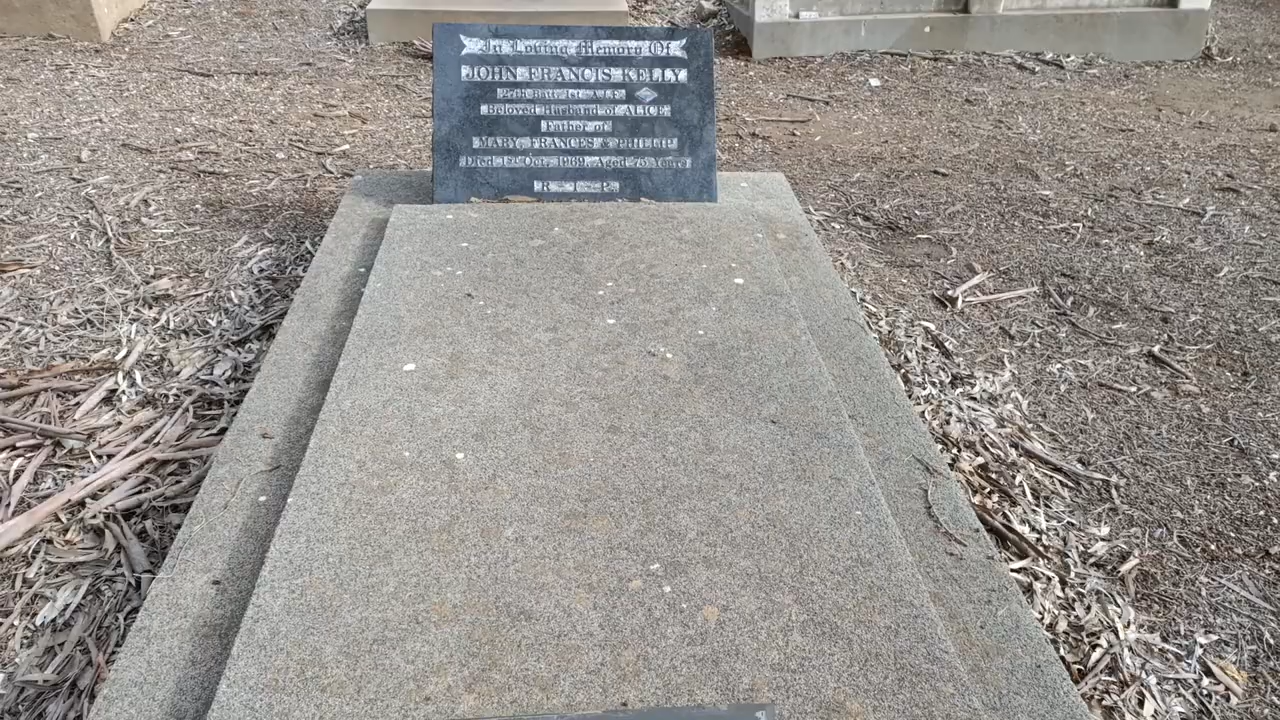 In Loving Memory Of
JOHN FRANCIS KELLY
27th Batt. 1st A.I.F.
Beloved Husband of ALICE
Father of
MARY, FRANCES & PHILLIP
Died 1st Oct. 1969, Aged 75 Years
R. I. P.